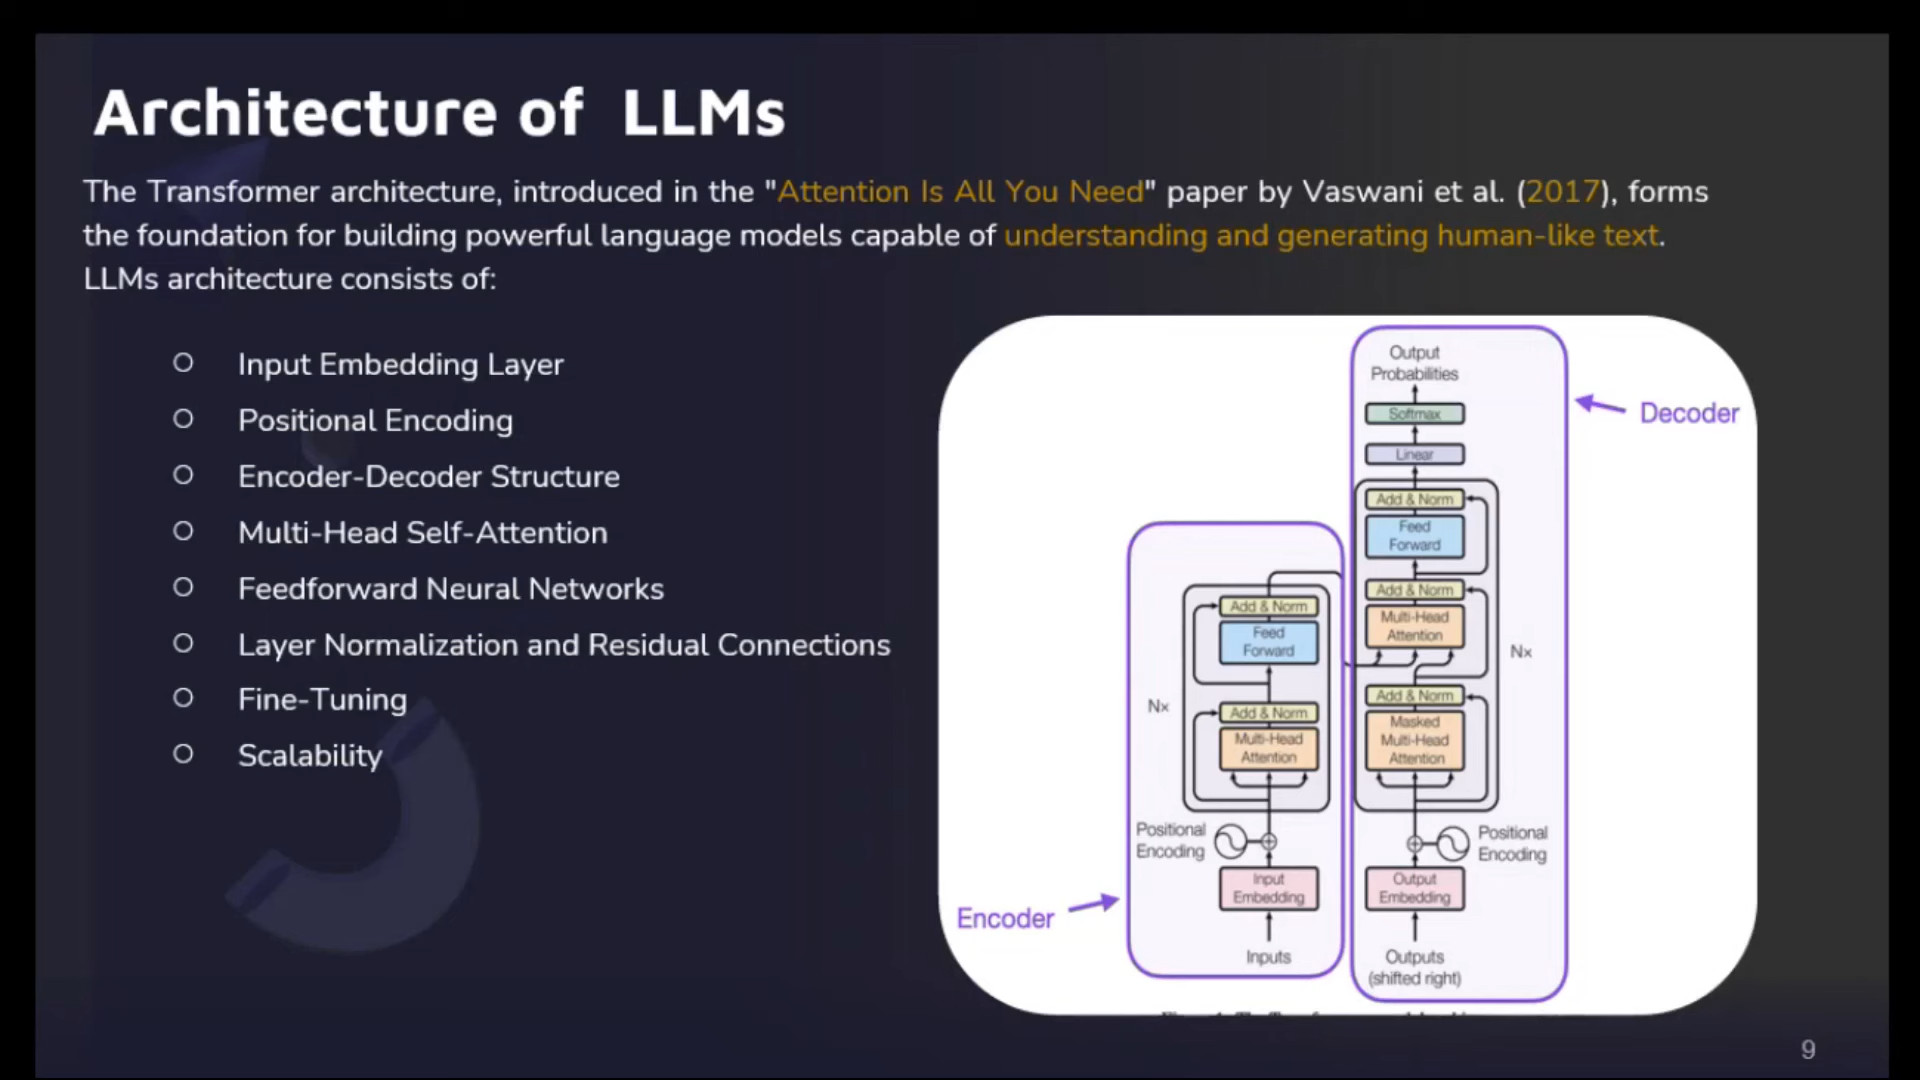 Architecture of LLMs
The Transformer architecture, introduced in the "Attention Is All You Need" paper by Vaswani et al. (2017), forms
the foundation for building powerful language models capable of understanding and generating human-like text.
LLMs architecture consists of:
Input Embedding Layer
Positional Encoding
Encoder-Decoder Structure
Multi-Head Self-Attention
Feedforward Neural Networks
Layer Normalization and Residual Connections
Fine-Tuning
Scalability
Output
Probabilities
Softmax
Linear
Add & Norm
Feed
Forward
Add & Norm
Multi-Head
Attention
Add & Norm
Masked
Multi-Head
Attention
Nx
Positional
Encoding
Output
Embedding
Outputs
(shifted right)
Decoder
Add & Norm
Feed
Forward
Add & Norm
Multi-Head
Attention
Nx
Positional
Encoding
Input
Embedding
Inputs
Encoder
9